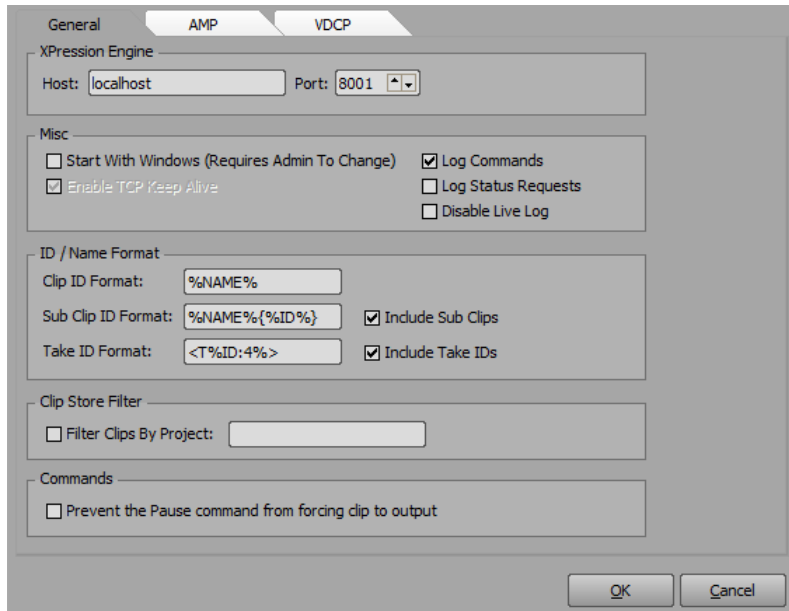 General AMP VDCP
XPression Engine
Host: localhost Port: 8001
Misc
Start With Windows (Requires Admin To Change) Log Commands
Enable TCP Keep Alive Log Status Requests
Disable Live Log
ID / Name Format
Clip ID Format: %NAME%
Sub Clip ID Format: %NAME%{%ID%} Include Sub Clips
Take ID Format: <T%ID:4%> Include Take IDs
Clip Store Filter
Filter Clips By Project:
Commands
Prevent the Pause command from forcing clip to output
OK Cancel